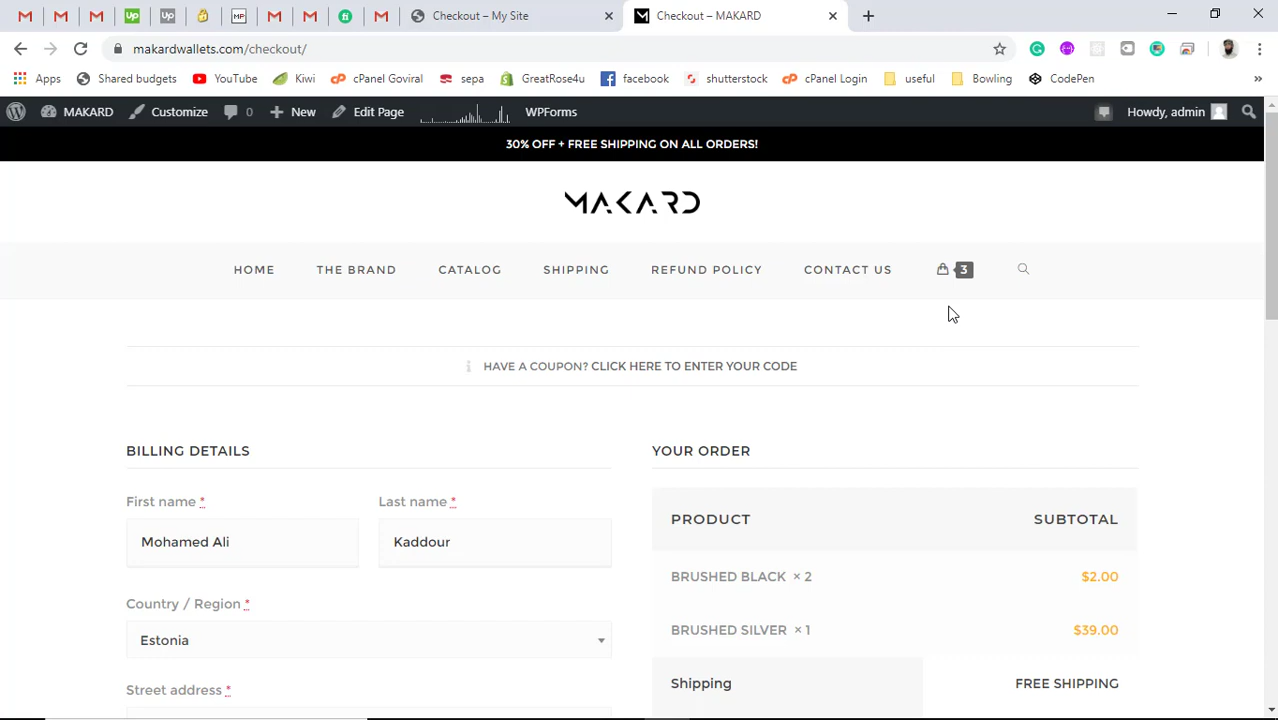 Checkout – My Site
Checkout – MAKARD
makardwallets.com/checkout/
Apps Shared budgets YouTube Kiwi cPanel Goviral sepa GreatRose4u facebook shutterstock cPanel Login useful Bowling CodePen »
MAKARD Customize 0 New Edit Page WPForms Howdy, admin
30% OFF + FREE SHIPPING ON ALL ORDERS!
MAKARD
HOME THE BRAND CATALOG SHIPPING REFUND POLICY CONTACT US 3
HAVE A COUPON? CLICK HERE TO ENTER YOUR CODE
BILLING DETAILS
First name * Last name *
Mohamed Ali Kaddour
Country / Region *
Estonia
Street address *
YOUR ORDER
PRODUCT SUBTOTAL
BRUSHED BLACK × 2 $2.00
BRUSHED SILVER × 1 $39.00
Shipping FREE SHIPPING